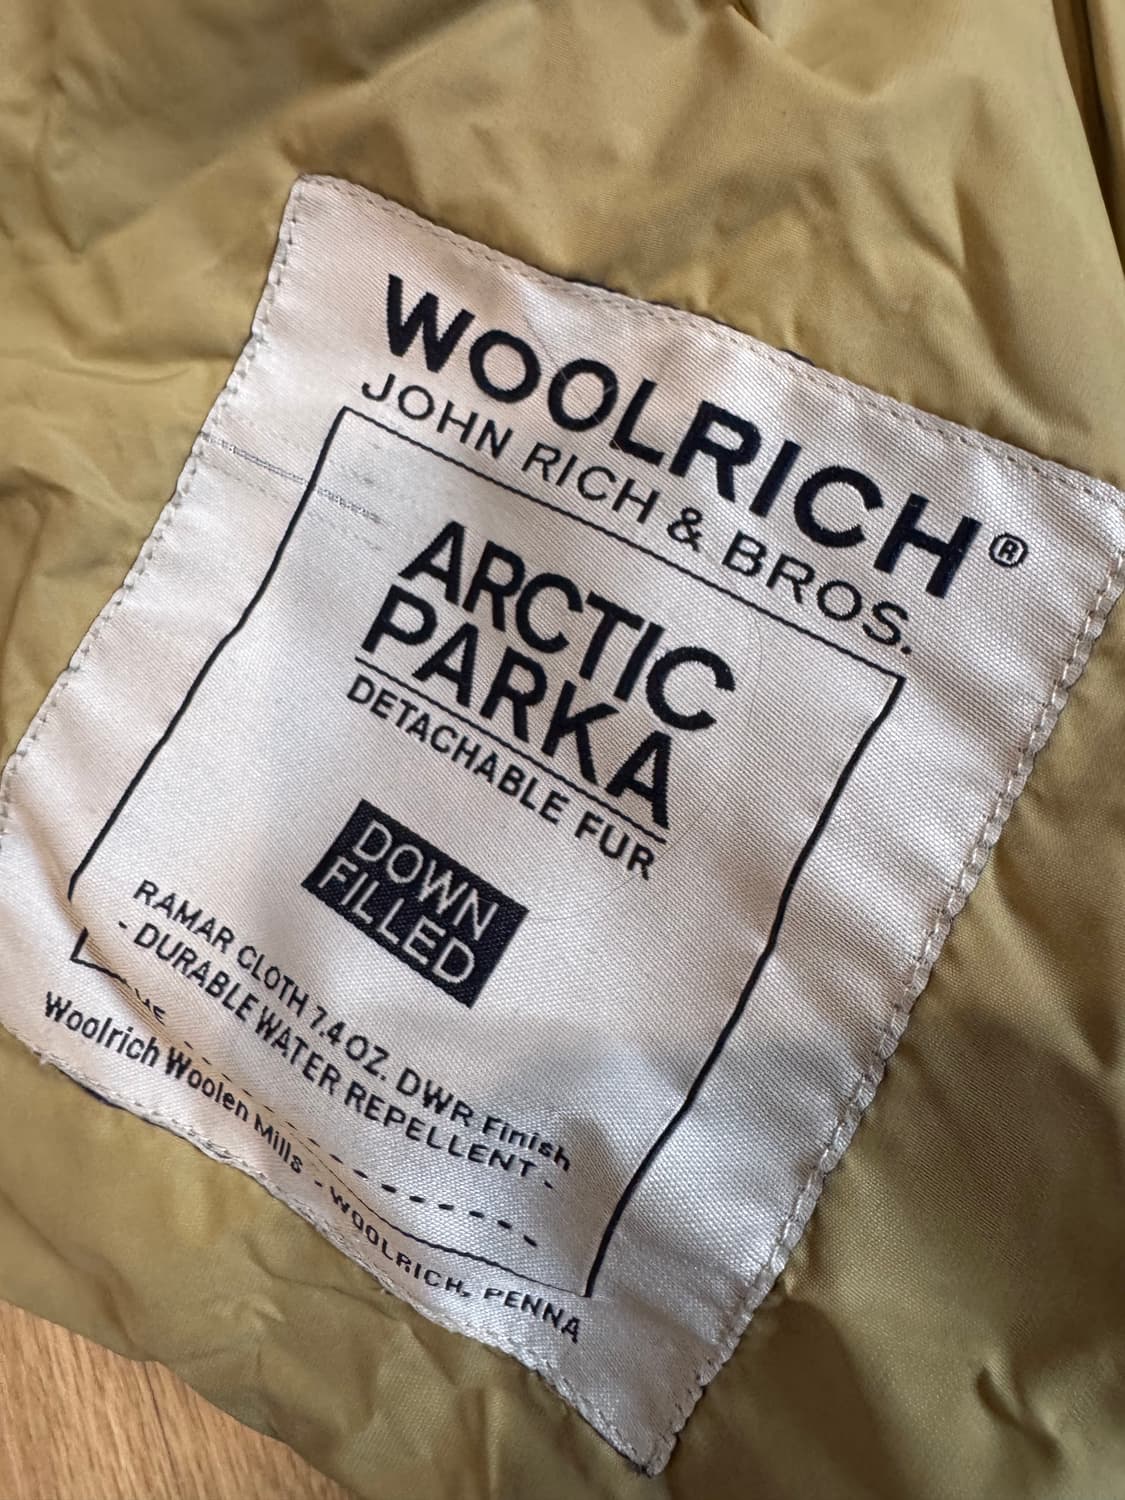 WOOLRICH®
JOHN RICH & BROS.
ARCTIC
PARKA
DETACHABLE FUR
DOWN
FILLED
RAMAR CLOTH 7.4 OZ. DWR Finish
- DURABLE WATER REPELLENT -
Woolrich Woolen Mills - WOOLRICH, PENNA